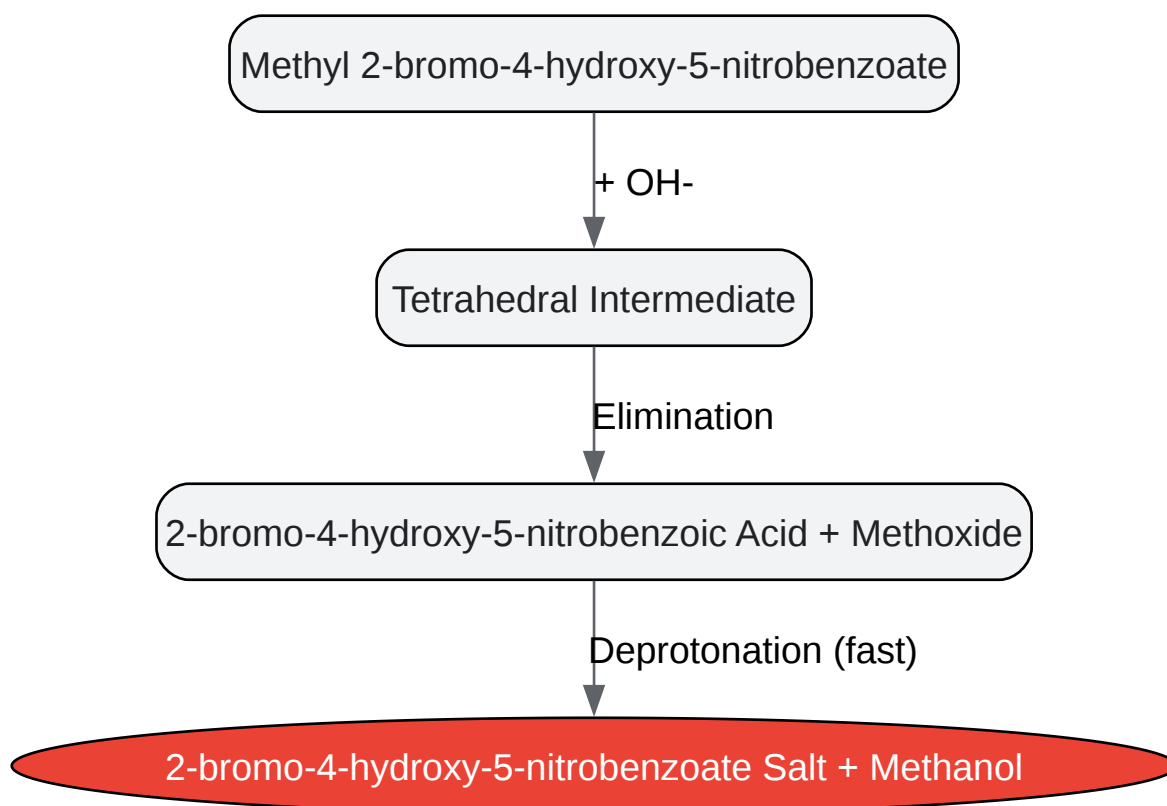 Methyl 2-bromo-4-hydroxy-5-nitrobenzoate
+ OH-
Tetrahedral Intermediate
Elimination
2-bromo-4-hydroxy-5-nitrobenzoic Acid + Methoxide
Deprotonation (fast)
2-bromo-4-hydroxy-5-nitrobenzoate Salt + Methanol